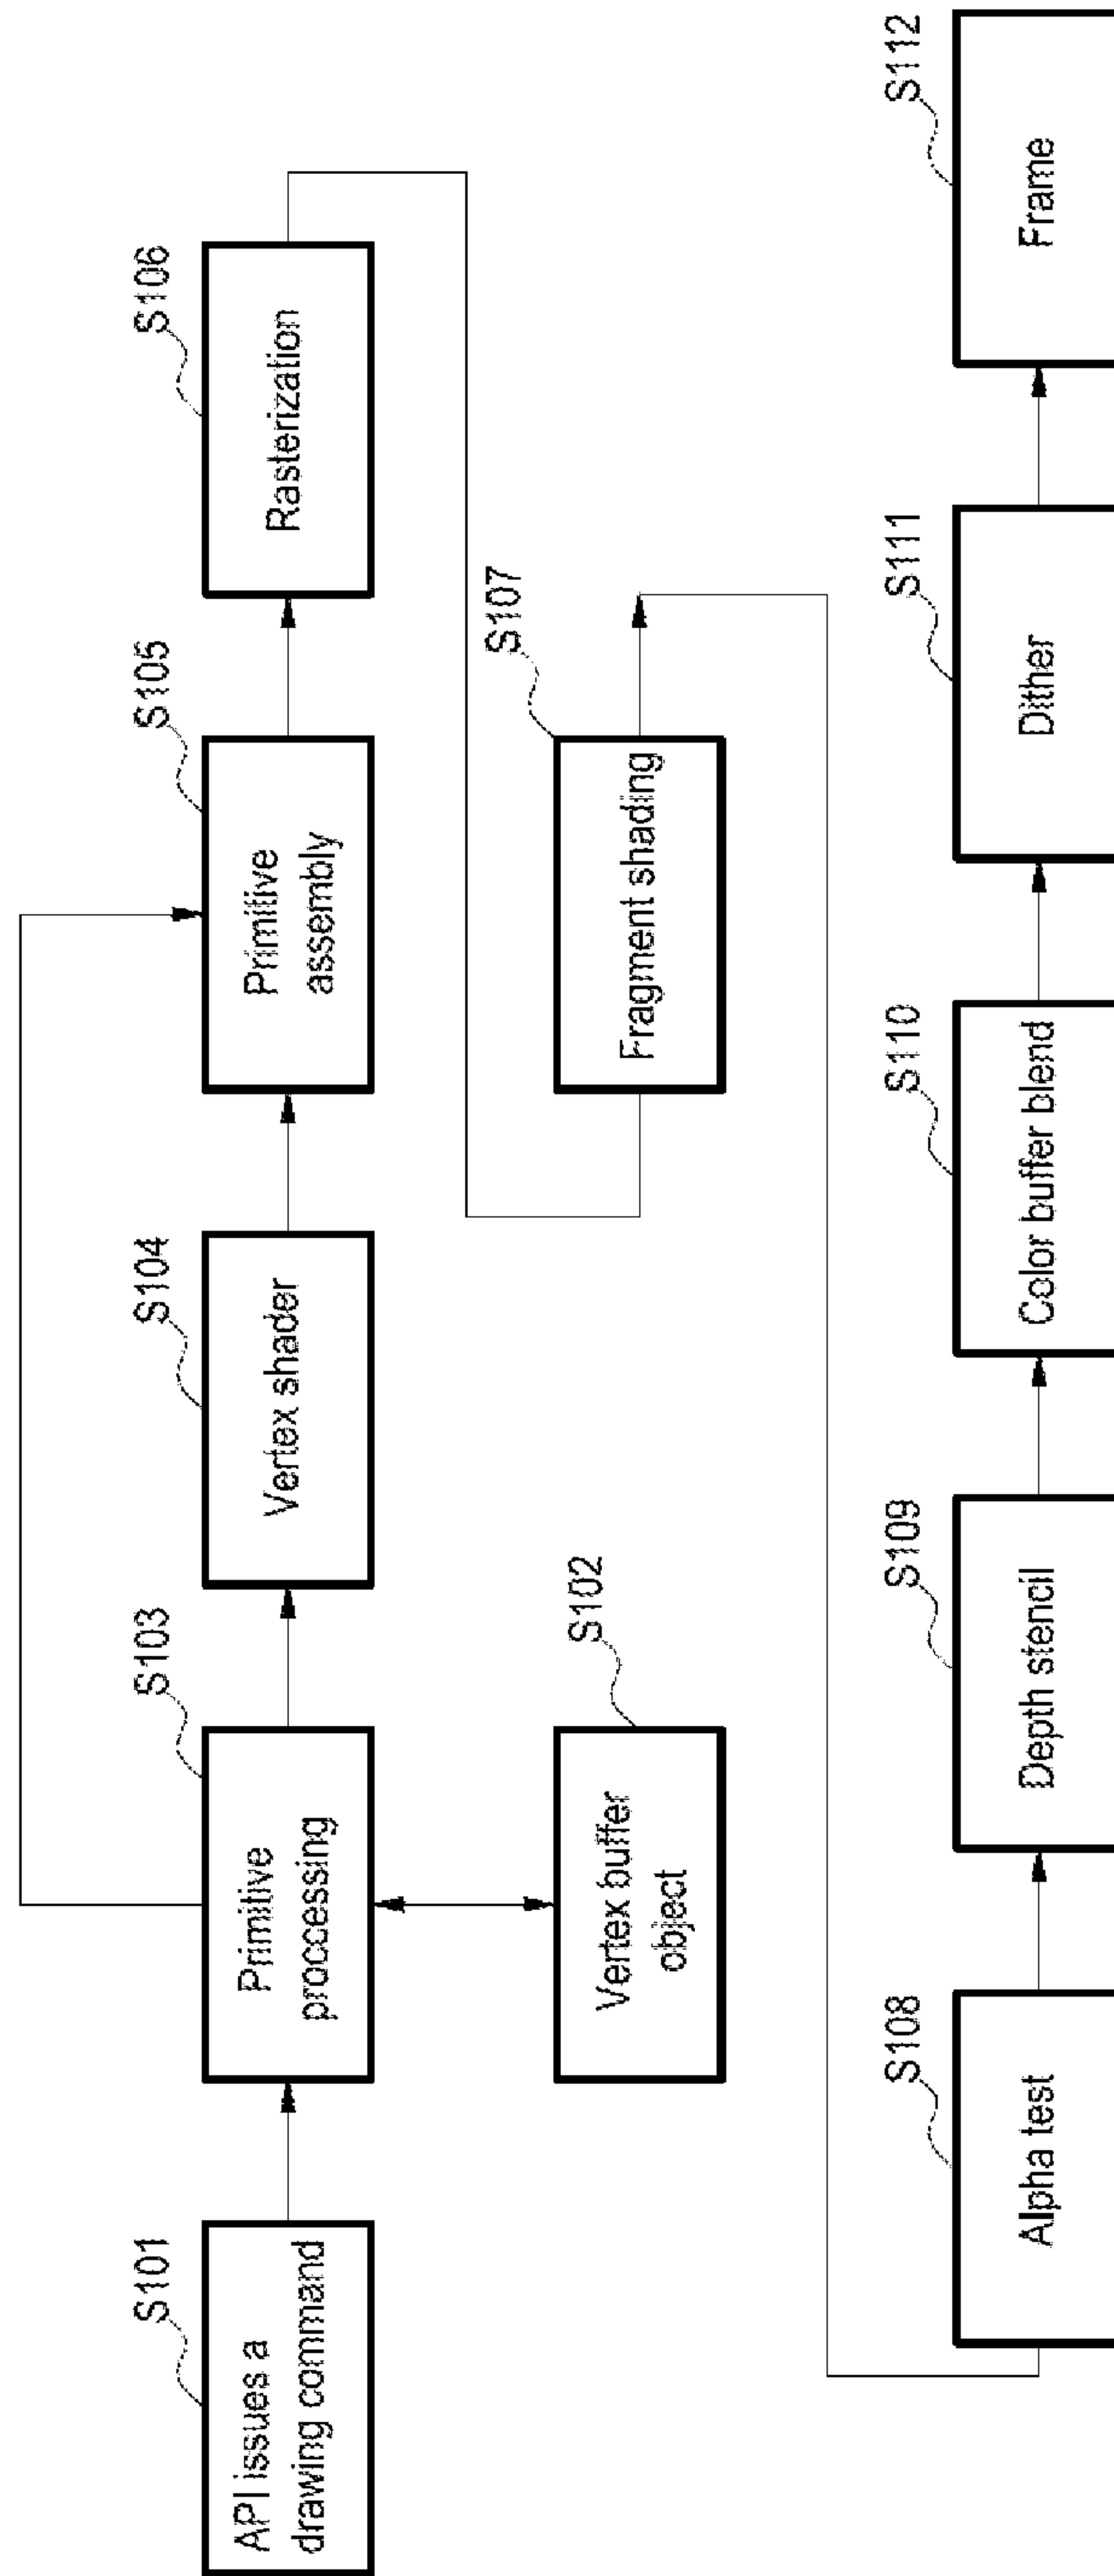 S101
API issues a
drawing command
S103
Primitive
proccessing
S104
Vertex shader
S105
Primitive
assembly
S106
Rasterization
S102
Vertex buffer
object
S107
Fragment shading
S108
Alpha test
S109
Depth stencil
S110
Color buffer blend
S111
Dither
S112
Frame